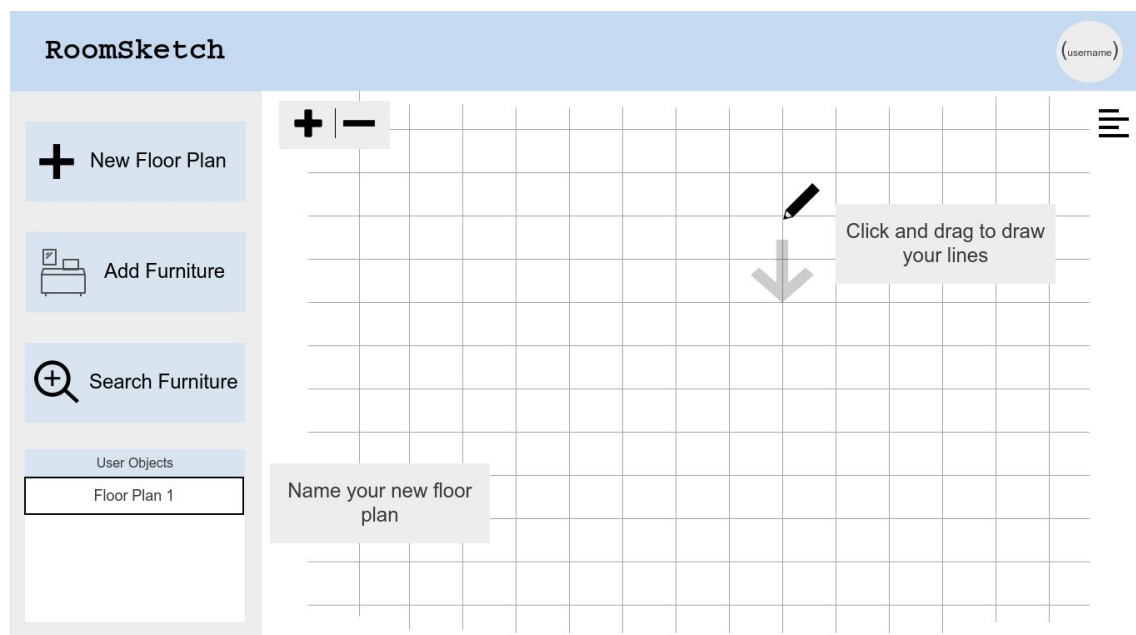 RoomSketch
(username)
New Floor Plan
Add Furniture
Search Furniture
User Objects
Floor Plan 1
Click and drag to draw
your lines
Name your new floor
plan